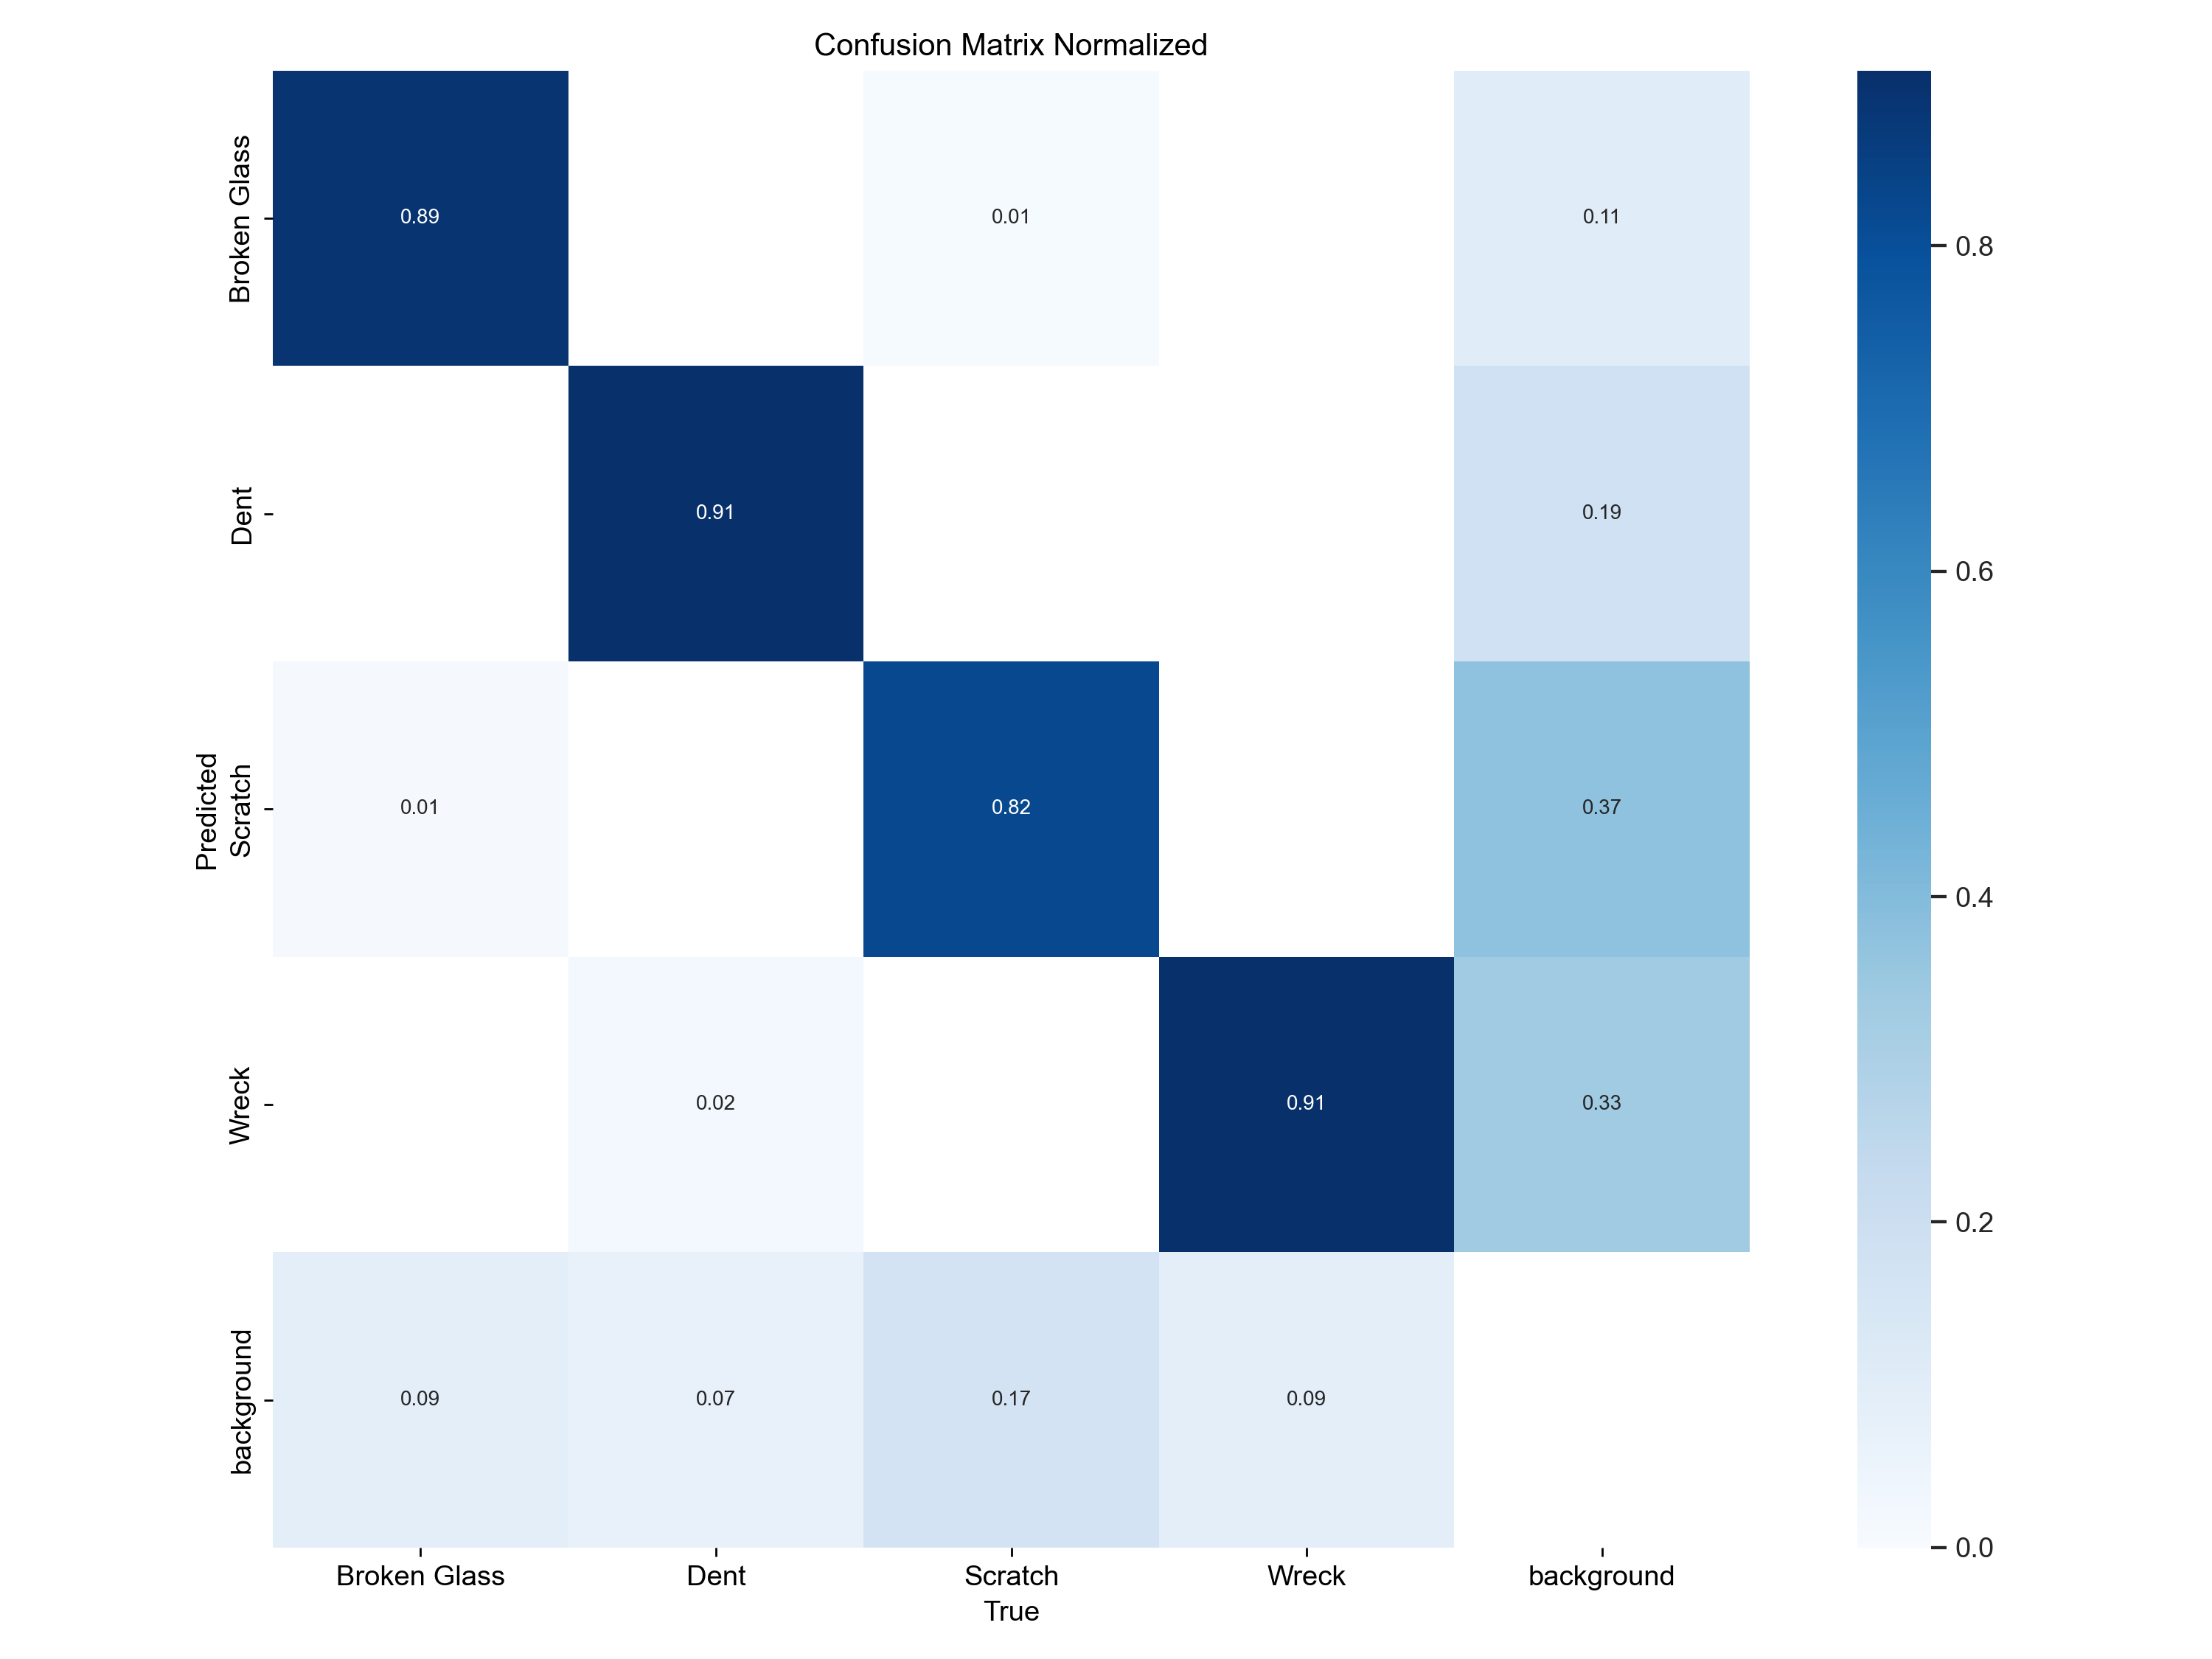 Confusion Matrix Normalized
Broken Glass
0.89
0.01
0.11
0.8
Dent
0.91
0.19
0.6
Predicted
Scratch
0.01
0.82
0.37
0.4
Wreck
0.02
0.91
0.33
0.2
background
0.09
0.07
0.17
0.09
0.0
Broken Glass
Dent
Scratch
Wreck
background
True